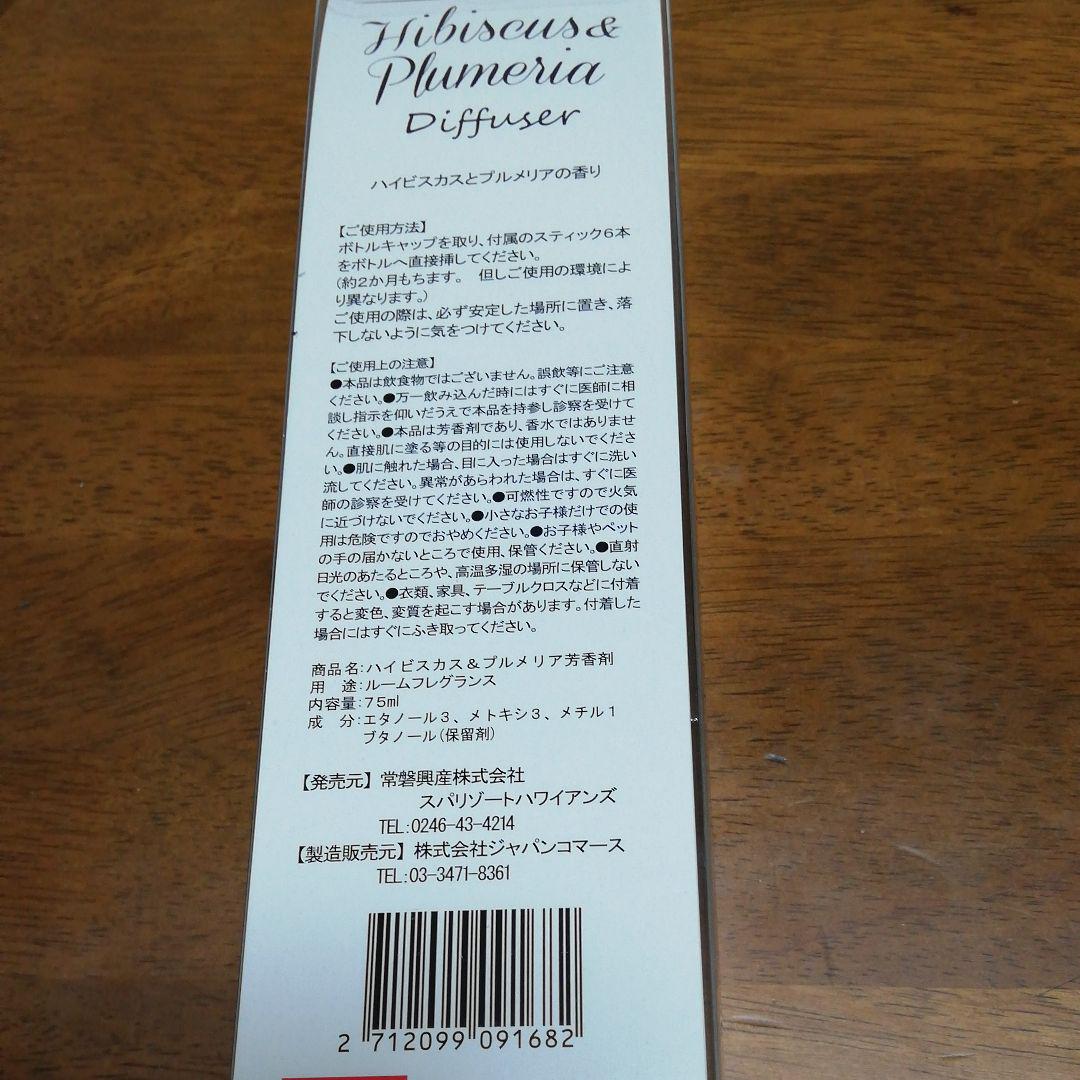 Hibiscus &
Plumeria
Diffuser
ハイビスカスとプルメリアの香り
【ご使用方法】
ボトルキャップを取り、付属のスティック6本
をボトルへ直接挿してください。
(約2か月もちます。 但しご使用の環境によ
り異なります。)
ご使用の際は、必ず安定した場所に置き、落
下しないように気をつけてください。
【ご使用上の注意】
●本品は飲食物ではございません。誤飲等にご注意
ください。●万一飲み込んだ時にはすぐに医師に相
談し指示を仰いだうえで本品を持参し診察を受けて
ください。●本品は芳香剤であり、香水ではありませ
ん。直接肌に塗る等の目的には使用しないでくださ
い。●肌に触れた場合、目に入った場合はすぐに洗い
流してください。異常があらわれた場合は、すぐに医
師の診察を受けてください。●可燃性ですので火気
に近づけないでください。●小さなお子様だけでの使
用は危険ですのでおやめください。●お子様やペット
の手の届かないところで使用、保管ください。●直射
日光のあたるところや、高温多湿の場所に保管しない
でください。●衣類、家具、テーブルクロスなどに付着
すると変色、変質を起こす場合があります。付着した
場合にはすぐにふき取ってください。
商品名:ハイビスカス&プルメリア芳香剤
用 途:ルームフレグランス
内容量:75ml
成 分:エタノール3、メトキシ3、メチル1
ブタノール(保留剤)
【発売元】常磐興産株式会社
スパリゾートハワイアンズ
TEL:0246-43-4214
【製造販売元】株式会社ジャパンコマース
TEL:03-3471-8361
2 712099 091682